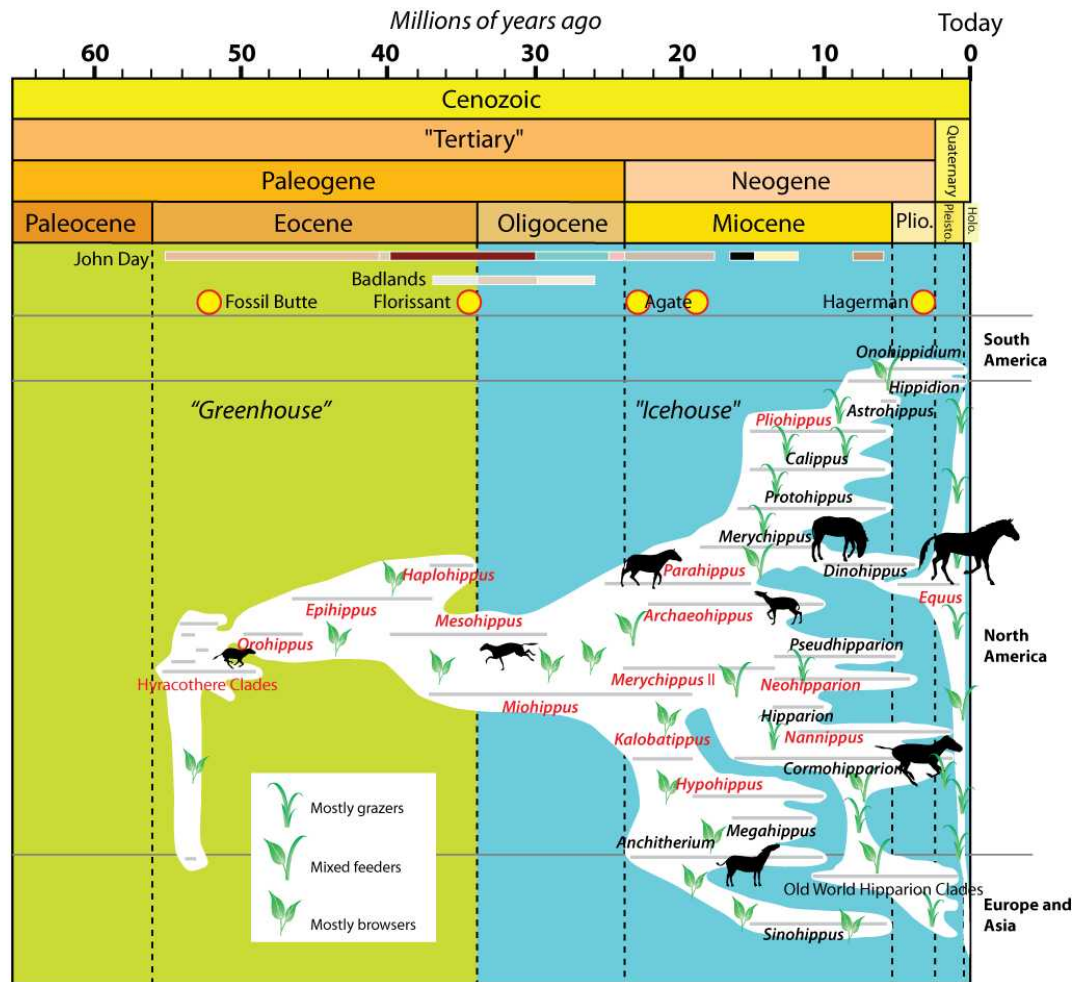 Millions of years ago
Today
60 50 40 30 20 10 0
Cenozoic
"Tertiary"
Quaternary
Paleogene
Neogene
Paleocene
Eocene
Oligocene
Miocene
Plio.
Pleisto.
Holo.
John Day
Badlands
Fossil Butte
Florissant
Agate
Hagerman
South
America
Onohippidium
Hippidion
“Greenhouse”
"Icehouse"
Astrohippus
Pliohippus
Calippus
Protohippus
Merychippus
Haplohippus
Parahippus
Dinohippus
Equus
Epihippus
Mesohippus
Archaeohippus
Orohippus
Pseudhipparion
North
America
Hyracothere Clades
Merychippus II
Neohipparion
Miohippus
Hipparion
Kalobatippus
Nannippus
Cormohipparion
Hypohippus
Mostly grazers
Megahippus
Anchitherium
Mixed feeders
Old World Hipparion Clades
Europe and
Asia
Mostly browsers
Sinohippus